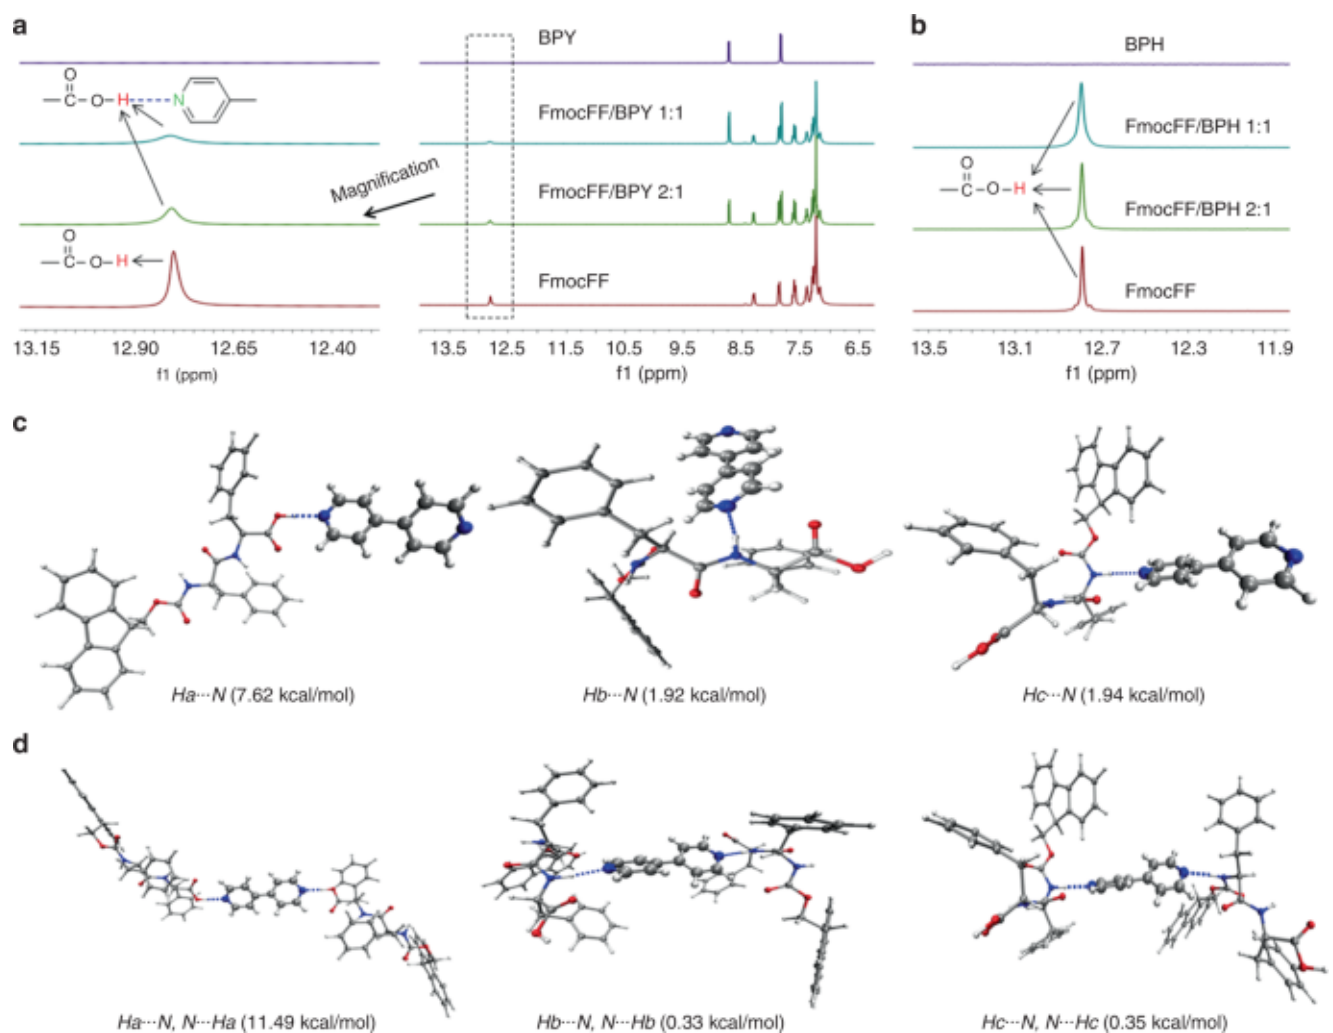 a
BPY
FmocFF/BPY 1:1
FmocFF/BPY 2:1
FmocFF
Magnification
O
C
O
H
N
O
C
O
H
13.15 12.90 12.65 12.40
f1 (ppm)
13.5 12.5 11.5 10.5 9.5 8.5 7.5 6.5
f1 (ppm)
b
BPH
FmocFF/BPH 1:1
FmocFF/BPH 2:1
FmocFF
O
C
O
H
13.5 13.1 12.7 12.3 11.9
f1 (ppm)
c
Ha···N (7.62 kcal/mol)
Hb···N (1.92 kcal/mol)
Hc···N (1.94 kcal/mol)
d
Ha···N, N···Ha (11.49 kcal/mol)
Hb···N, N···Hb (0.33 kcal/mol)
Hc···N, N···Hc (0.35 kcal/mol)